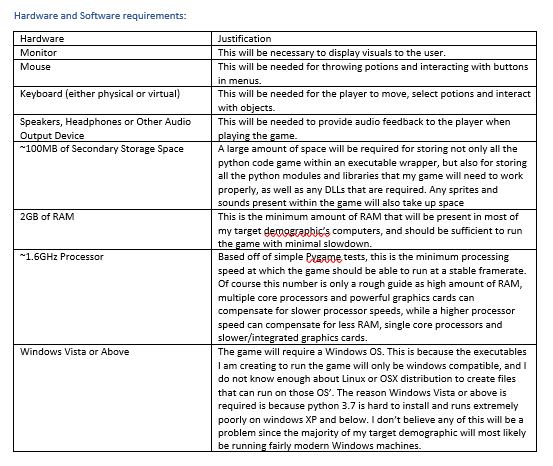 Hardware and Software requirements:
Hardware
Justification
Monitor
This will be necessary to display visuals to the user.
Mouse
This will be needed for throwing potions and interacting with buttons
in menus.
Keyboard (either physical or virtual)
This will be needed for the player to move, select potions and interact
with objects.
Speakers, Headphones or Other Audio
Output Device
This will be needed to provide audio feedback to the player when
playing the game.
~100MB of Secondary Storage Space
A large amount of space will be required for storing not only all the
python code game within an executable wrapper, but also for storing
all the python modules and libraries that my game will need to work
properly, as well as any DLLs that are required. Any sprites and
sounds present within the game will also take up space
2GB of RAM
This is the minimum amount of RAM that will be present in most of
my target demographic's computers, and should be sufficient to run
the game with minimal slowdown.
~1.6GHz Processor
Based off of simple Pygame tests, this is the minimum processing
speed at which the game should be able to run at a stable framerate.
Of course this number is only a rough guide as high amount of RAM,
multiple core processors and powerful graphics cards can
compensate for slower processor speeds, while a higher processor
speed can compensate for less RAM, single core processors and
slower/integrated graphics cards.
Windows Vista or Above
The game will require a Windows OS. This is because the executables
I am creating to run the game will only be windows compatible, and I
do not know enough about Linux or OSX distribution to create files
that can run on those OS'. The reason Windows Vista or above is
required is because python 3.7 is hard to install and runs extremely
poorly on windows XP and below. I don't believe any of this will be a
problem since the majority of my target demographic will most likely
be running fairly modern Windows machines.